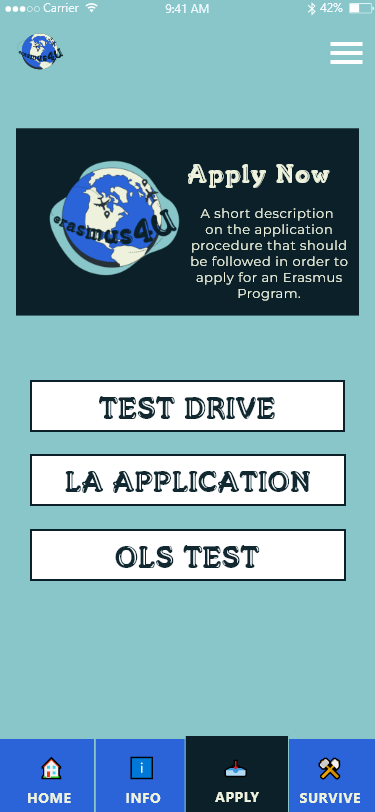 Carrier 9:41 AM 42%
erasmus4U
Apply Now
erasmus4U
A short description
on the application
procedure that should
be followed in order to
apply for an Erasmus
Program.
TEST DRIVE
LA APPLICATION
OLS TEST
HOME INFO APPLY SURVIVE